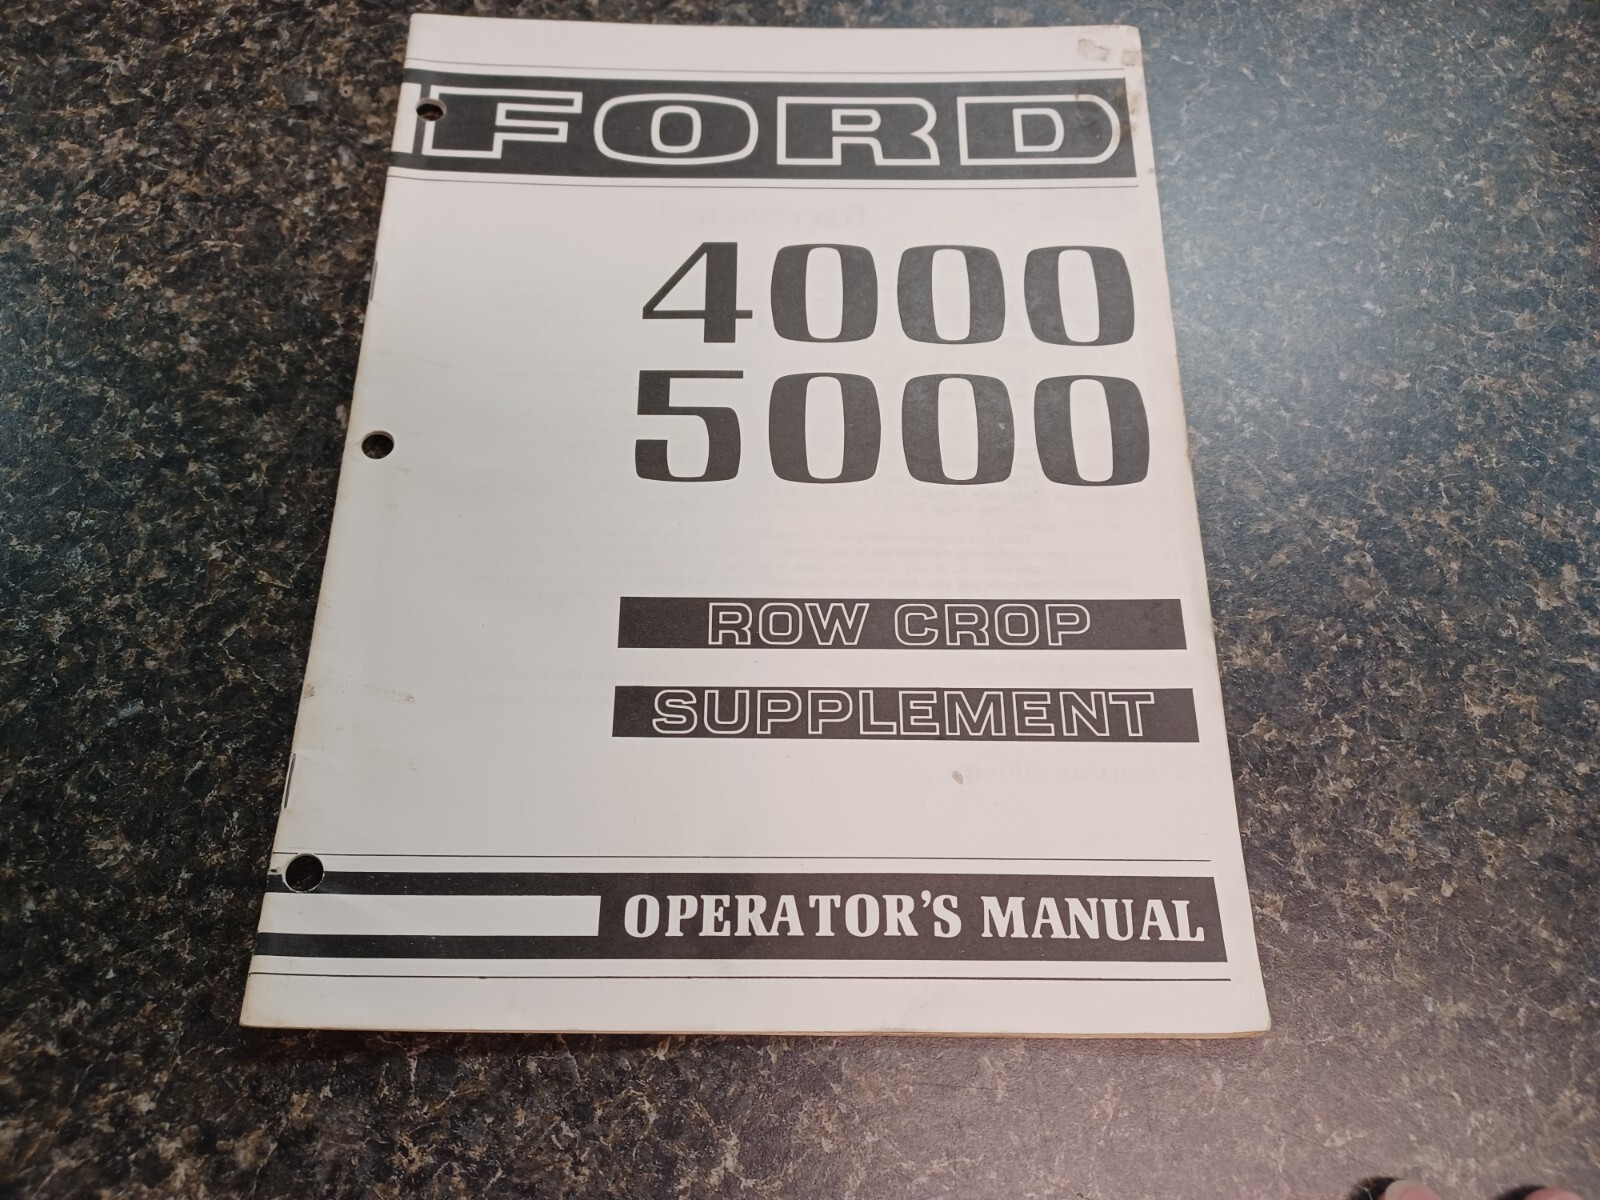 FORD
4000
5000
ROW CROP
SUPPLEMENT
OPERATOR'S MANUAL